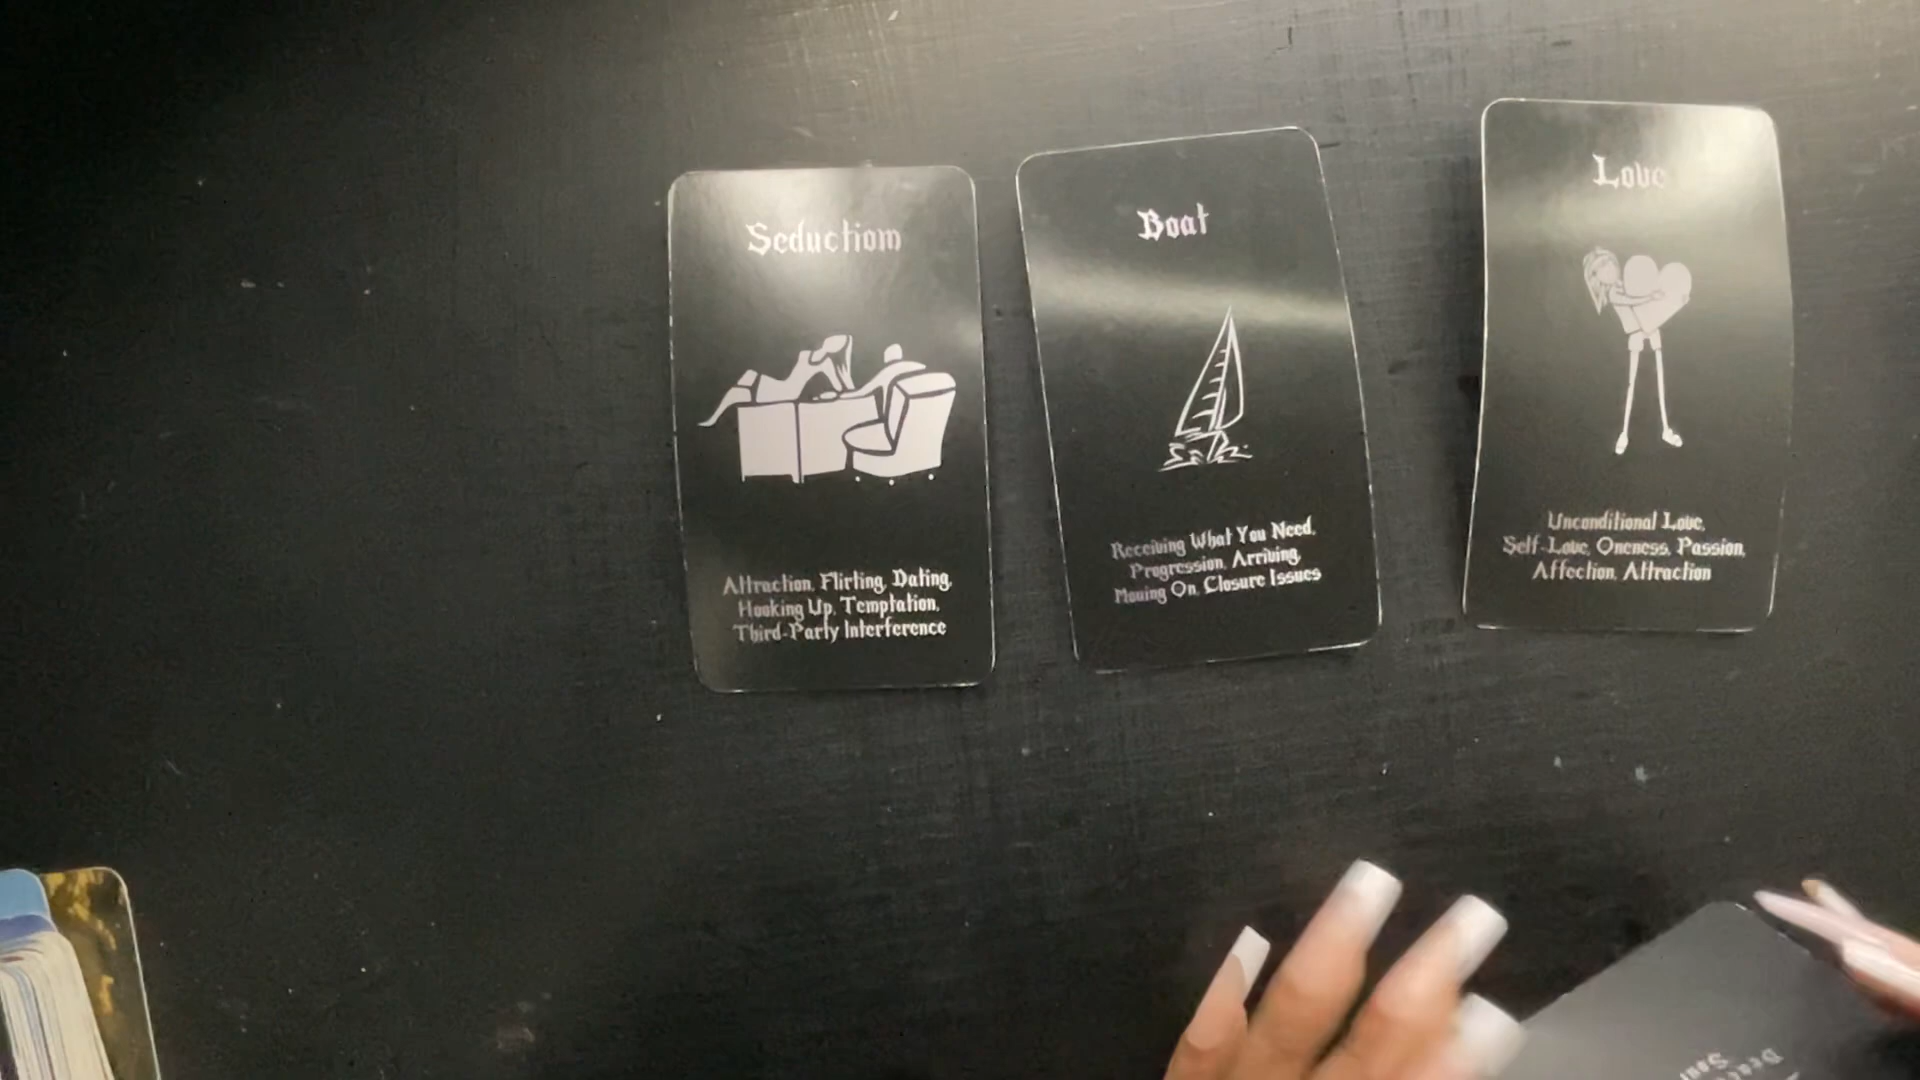 Seduction
Attraction, Flirting, Dating,
Hooking Up, Temptation,
Third-Party Interference
Boat
Receiving What You Need,
Progression, Arriving,
Moving On, Closure Issues
Love
Unconditional Love,
Self-Love, Oneness, Passion,
Affection, Attraction